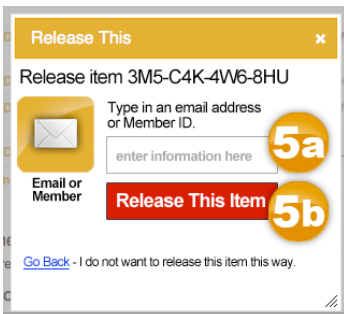 Release This ×
Release item 3M5-C4K-4W6-8HU
Type in an email address
or Member ID.
enter information here
5a
Email or
Member
Release This Item
5b
Go Back - I do not want to release this item this way.